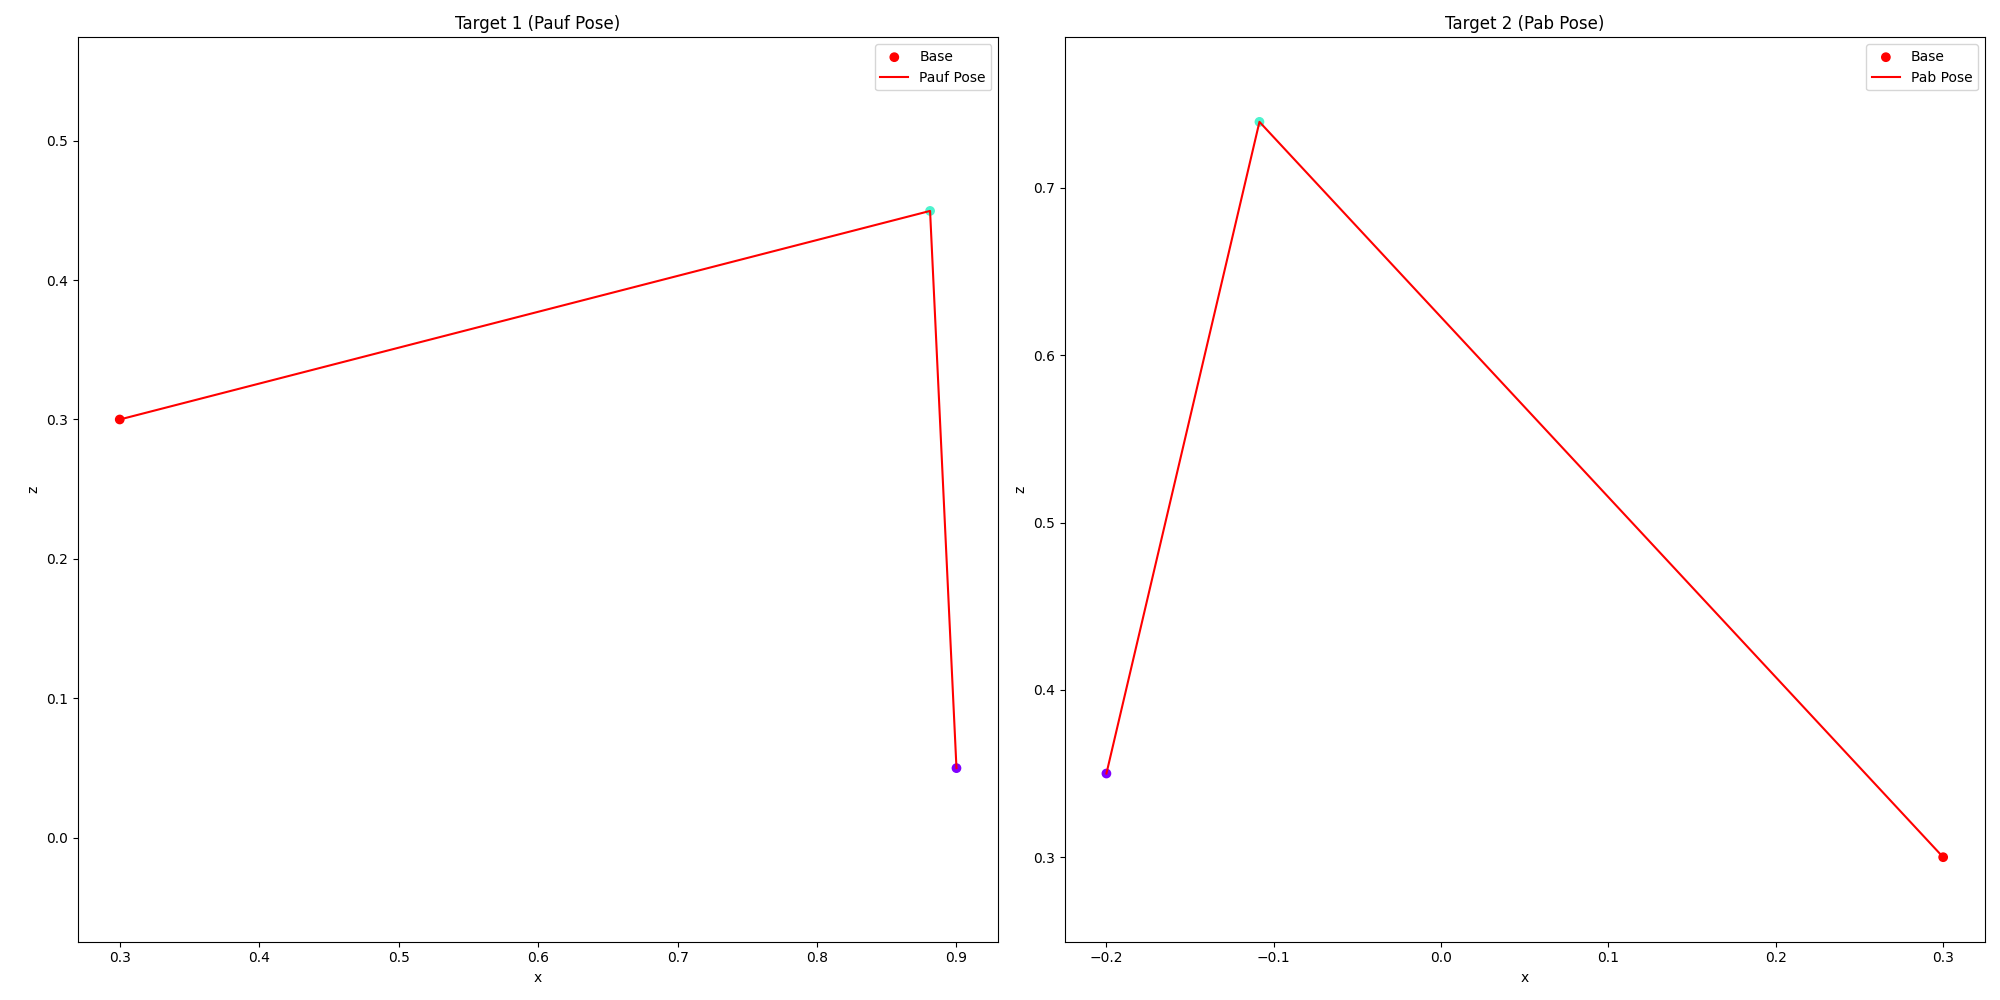 Target 1 (Pauf Pose)
Base
Pauf Pose
0.5
0.4
0.3
0.2
0.1
0.0
z
0.3 0.4 0.5 0.6 0.7 0.8 0.9
x
Target 2 (Pab Pose)
Base
Pab Pose
0.7
0.6
0.5
0.4
0.3
z
−0.2 −0.1 0.0 0.1 0.2 0.3
x